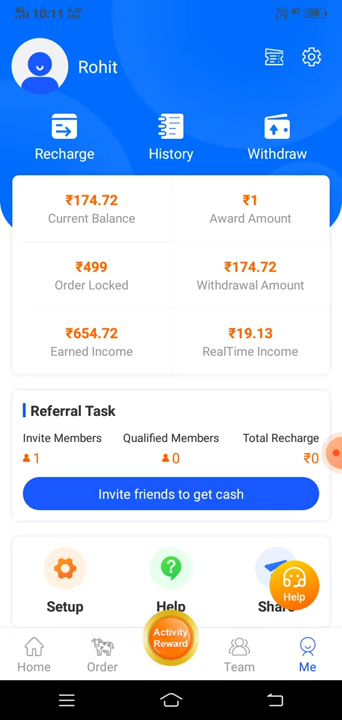 10:11
Rohit
Recharge
History
Withdraw
₹174.72
₹1
Current Balance
Award Amount
₹499
₹174.72
Order Locked
Withdrawal Amount
₹654.72
₹19.13
Earned Income
RealTime Income
Referral Task
Invite Members
Qualified Members
Total Recharge
1
0
₹0
Invite friends to get cash
Help
Setup
Help
Share
Activity
Reward
Home
Order
Team
Me